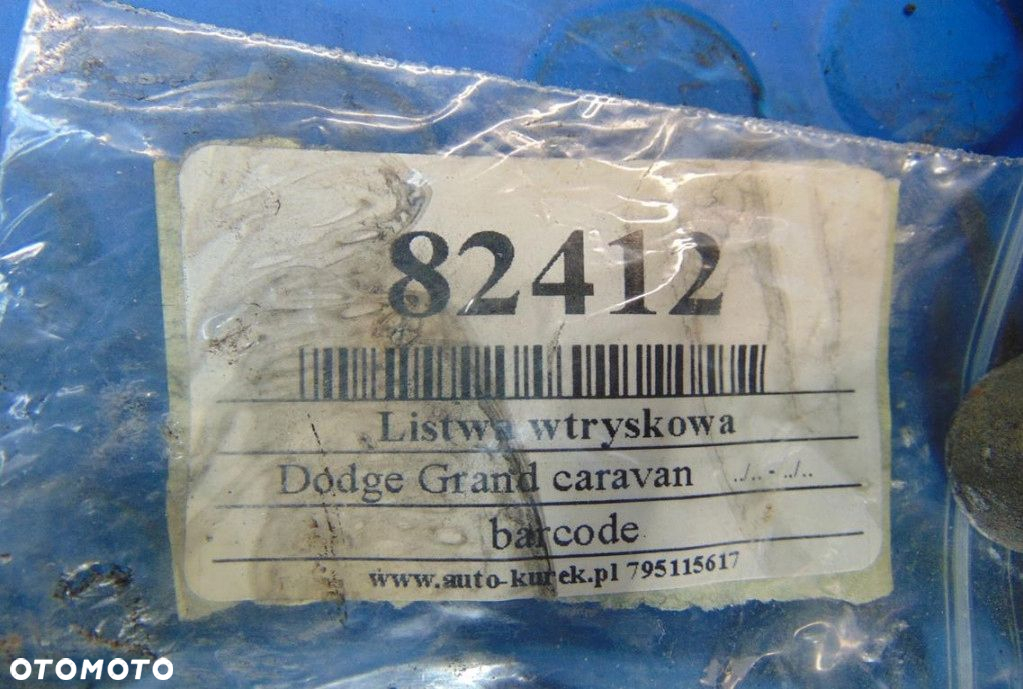 82412
Listwa wtryskowa
Dodge Grand caravan ../.. - ../..
barcode
www.auto-kurek.pl 795115617
OTOMOTO